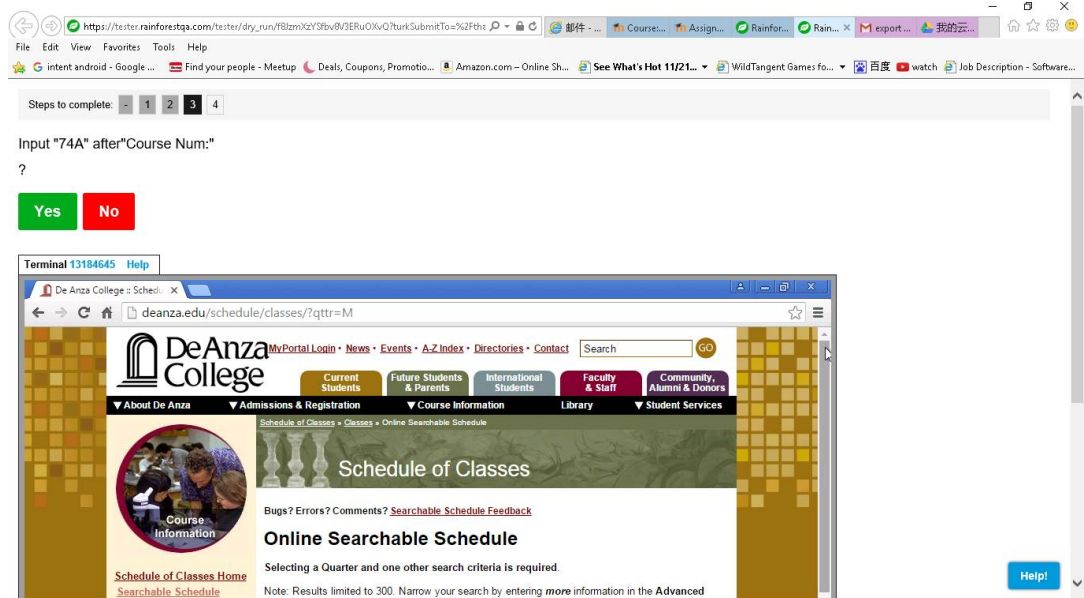 https://tester.rainforestqa.com/tester/dry_run/
邮件 - ...
Course:...
Assign...
Rainfor...
Rain...
M export ...
我的云...
File Edit View Favorites Tools Help
G intent android - Google ...
Find your people - Meetup
Deals, Coupons, Promotio...
Amazon.com – Online Sh...
See What's Hot 11/21...
WildTangent Games fo...
百度
watch
Job Description - Software...
Steps to complete: - 1 2 3 4
Input "74A" after"Course Num:"
?
Yes No
Terminal 13184645 Help
De Anza College :: Schedu
deanza.edu/schedule/classes/?qttr=M
DeAnza
College
MyPortal Login • News • Events • A-Z Index • Directories • Contact
Search
GO
Current
Students
Future Students
& Parents
International
Students
Faculty
& Staff
Community,
Alumni & Donors
About De Anza Admissions & Registration Course Information Library Student Services
Schedule of Classes » Classes » Online Searchable Schedule
Schedule of Classes
Course
Information
Bugs? Errors? Comments? Searchable Schedule Feedback
Online Searchable Schedule
Selecting a Quarter and one other search criteria is required.
Schedule of Classes Home
Searchable Schedule
Note: Results limited to 300. Narrow your search by entering more information in the Advanced
Help!